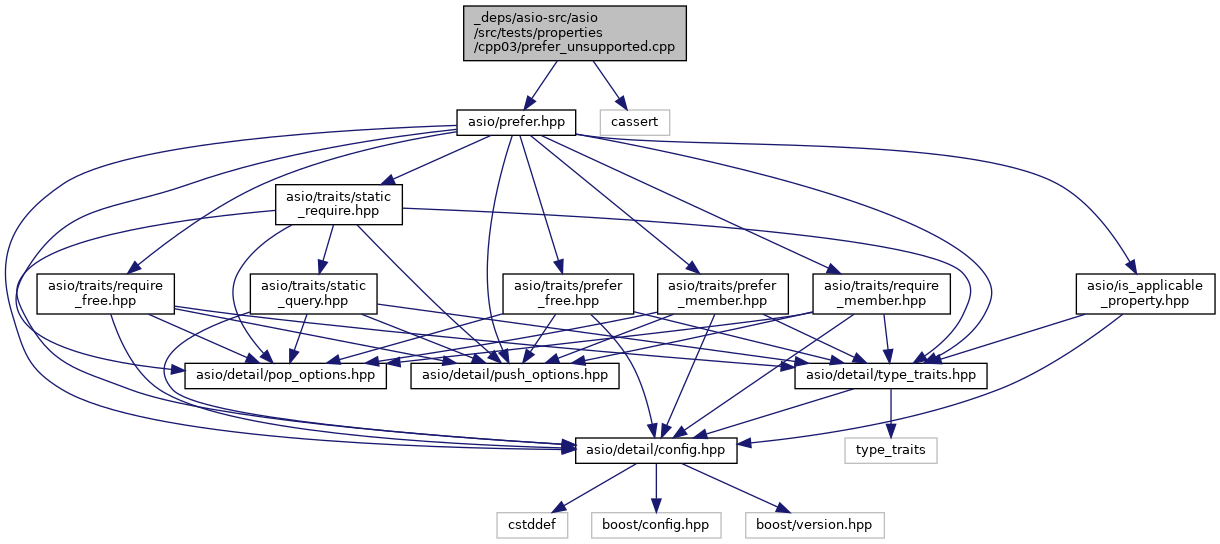 _deps/asio-src/asio
/src/tests/properties
/cpp03/prefer_unsupported.cpp
asio/prefer.hpp
cassert
asio/traits/static
_require.hpp
asio/traits/require
_free.hpp
asio/traits/static
_query.hpp
asio/traits/prefer
_free.hpp
asio/traits/prefer
_member.hpp
asio/traits/require
_member.hpp
asio/is_applicable
_property.hpp
asio/detail/pop_options.hpp
asio/detail/push_options.hpp
asio/detail/type_traits.hpp
asio/detail/config.hpp
type_traits
cstddef
boost/config.hpp
boost/version.hpp